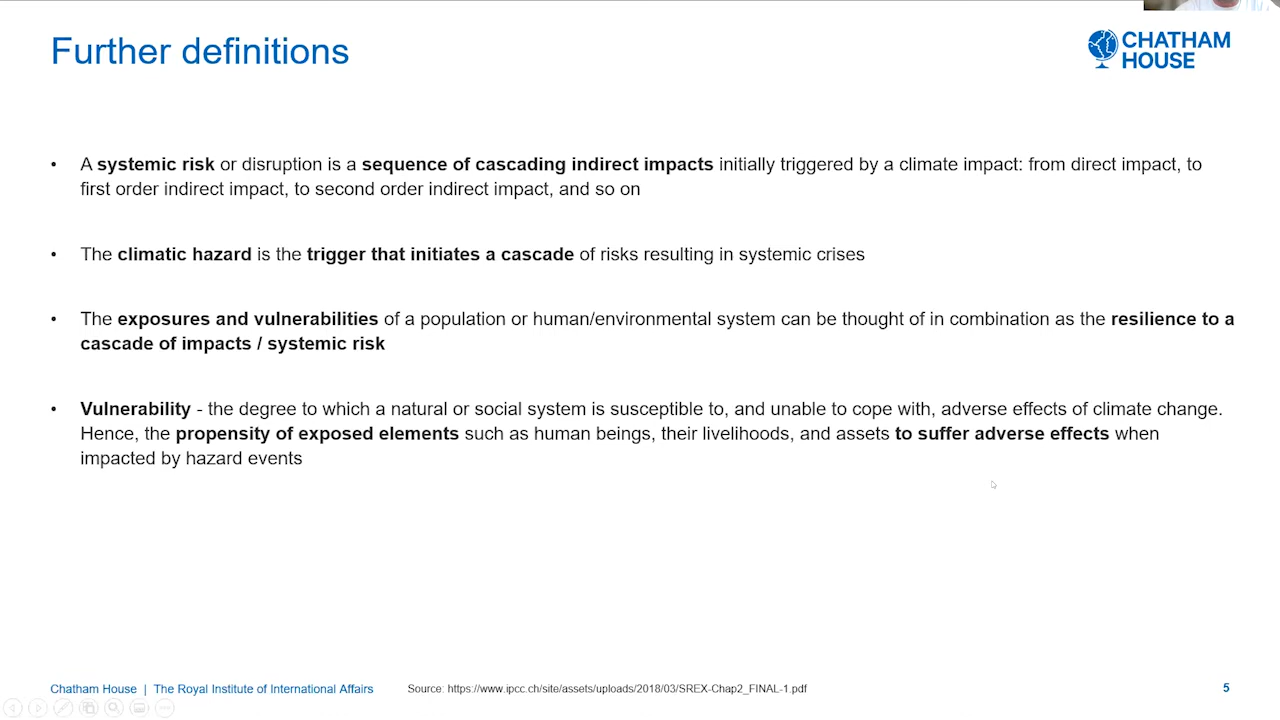 Further definitions
CHATHAM
HOUSE
• A systemic risk or disruption is a sequence of cascading indirect impacts initially triggered by a climate impact: from direct impact, to
first order indirect impact, to second order indirect impact, and so on
• The climatic hazard is the trigger that initiates a cascade of risks resulting in systemic crises
• The exposures and vulnerabilities of a population or human/environmental system can be thought of in combination as the resilience to a
cascade of impacts / systemic risk
• Vulnerability - the degree to which a natural or social system is susceptible to, and unable to cope with, adverse effects of climate change.
Hence, the propensity of exposed elements such as human beings, their livelihoods, and assets to suffer adverse effects when
impacted by hazard events
Chatham House | The Royal Institute of International Affairs
Source: https://www.ipcc.ch/site/assets/uploads/2018/03/SREX-Chap2_FINAL-1.pdf
5